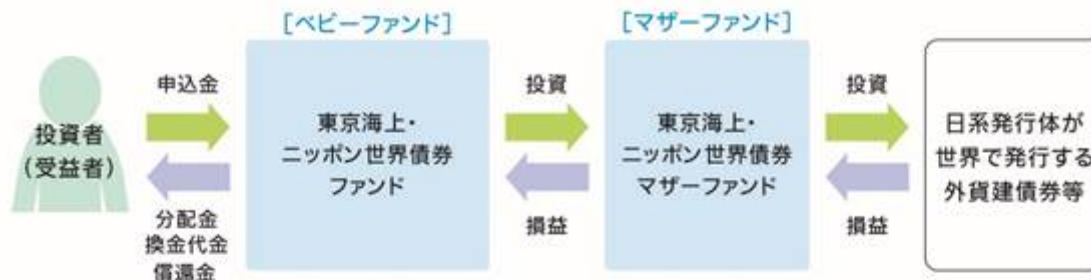 [ベビーファンド]
[マザーファンド]
投資者
(受益者)
申込金
分配金
換金代金
償還金
東京海上・
ニッポン世界債券
ファンド
投資
損益
東京海上・
ニッポン世界債券
マザーファンド
投資
損益
日系発行体が
世界で発行する
外貨建債券等